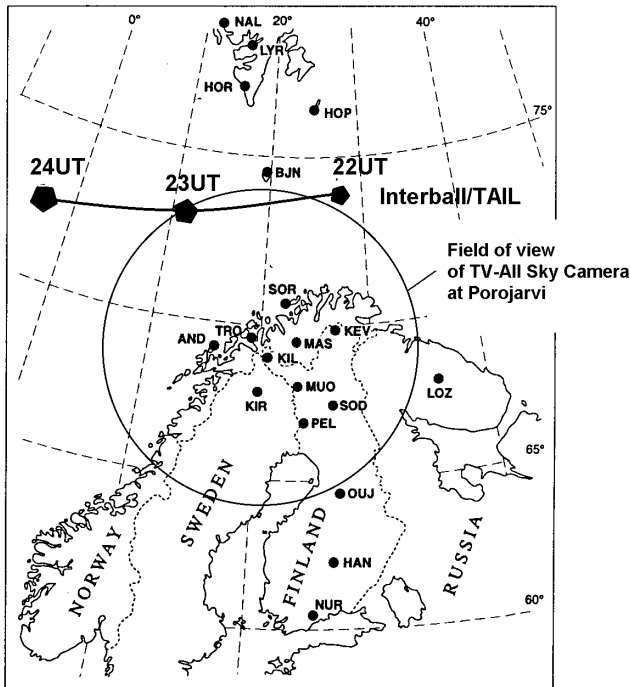 0°
20°
40°
NAL
LYR
HOR
HOP
75°
BJN
24UT
23UT
22UT
Interball/TAIL
Field of view
of TV-All Sky Camera
at Porojarvi
SOR
TRO
KEV
AND
MAS
KIL
LOZ
MUO
KIR
SOD
PEL
65°
OUJ
SWEDEN
FINLAND
RUSSIA
NORWAY
HAN
NUR
60°